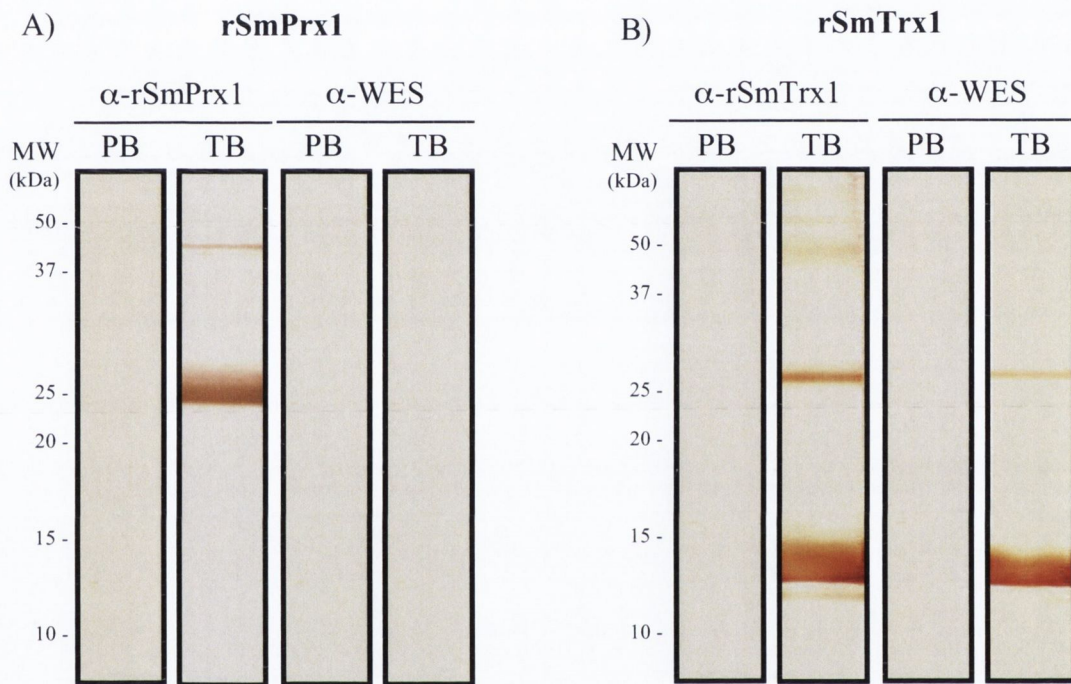 A) rSmPrx1
α-rSmPrx1 α-WES
MW (kDa) PB TB PB TB
50 -
37 -
25 -
20 -
15 -
10 -
B) rSmTrx1
α-rSmTrx1 α-WES
MW (kDa) PB TB PB TB
50 -
37 -
25 -
20 -
15 -
10 -